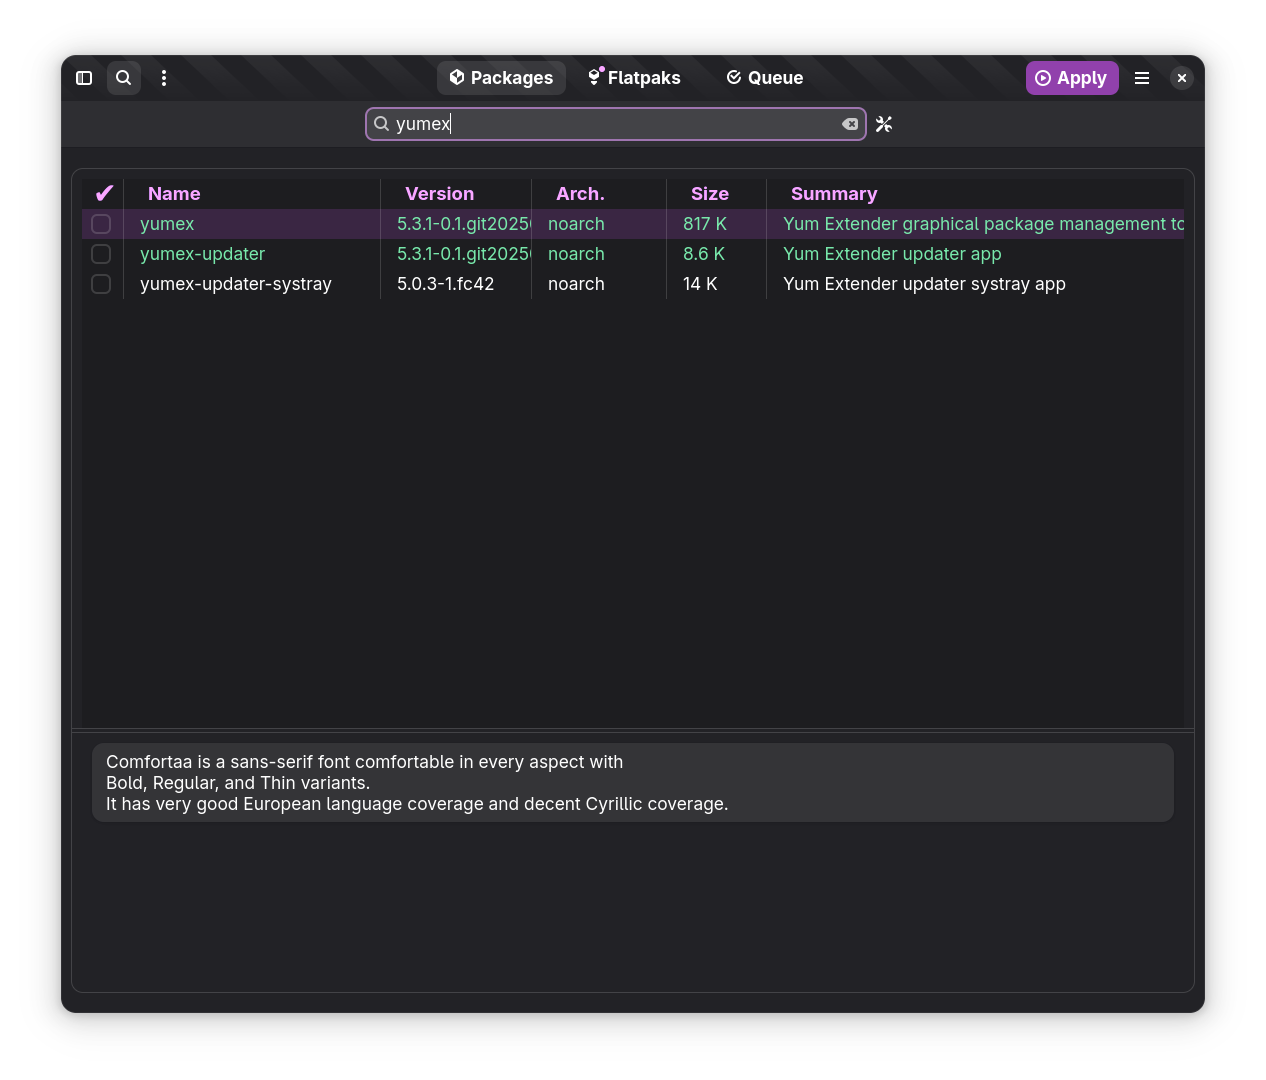 Packages Flatpaks Queue Apply
yumex
Name Version Arch. Size Summary
yumex 5.3.1-0.1.git2025 noarch 817 K Yum Extender graphical package management to
yumex-updater 5.3.1-0.1.git2025 noarch 8.6 K Yum Extender updater app
yumex-updater-systray 5.0.3-1.fc42 noarch 14 K Yum Extender updater systray app
Comfortaa is a sans-serif font comfortable in every aspect with
Bold, Regular, and Thin variants.
It has very good European language coverage and decent Cyrillic coverage.